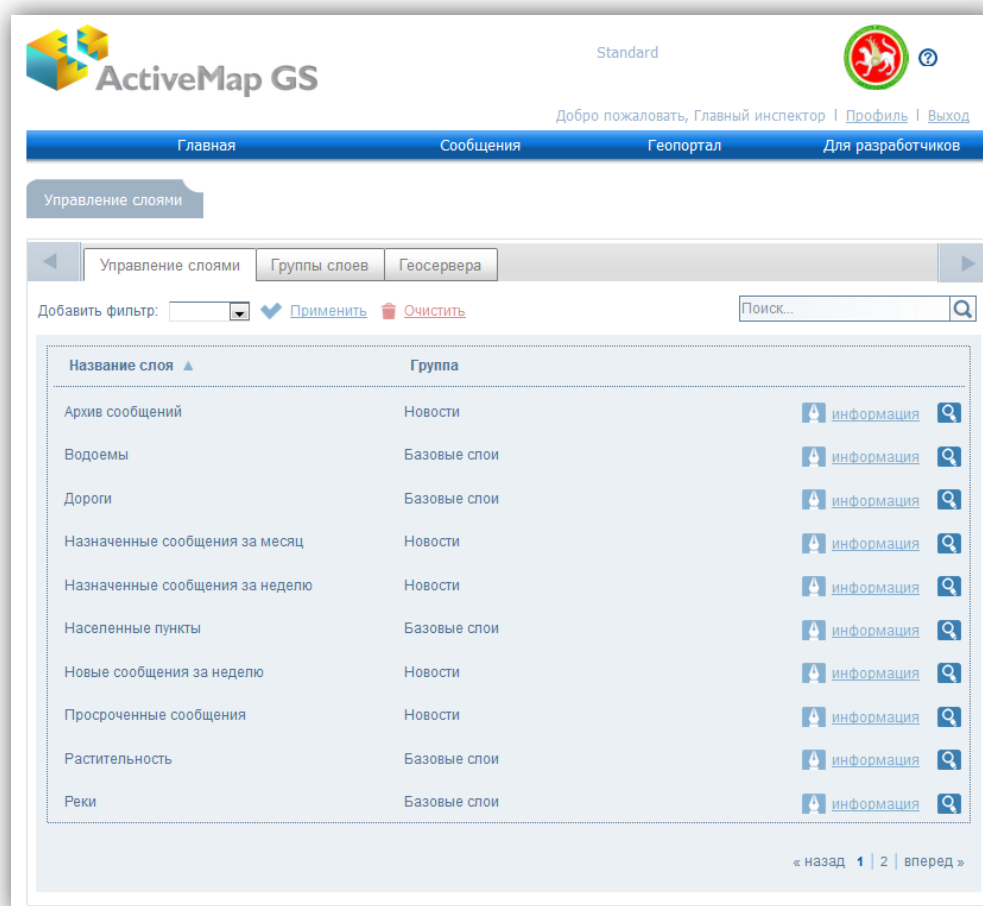 ActiveMap GS
Standard
Добро пожаловать, Главный инспектор | Профиль | Выход
Главная Сообщения Геопортал Для разработчиков
Управление слоями
Управление слоями Группы слоев Геосервера
Добавить фильтр: Применить Очистить Поиск...
Название слоя Группа
Архив сообщений Новости информация
Водоемы Базовые слои информация
Дороги Базовые слои информация
Назначенные сообщения за месяц Новости информация
Назначенные сообщения за неделю Новости информация
Населенные пункты Базовые слои информация
Новые сообщения за неделю Новости информация
Просроченные сообщения Новости информация
Растительность Базовые слои информация
Реки Базовые слои информация
« назад 1 | 2 | вперед »